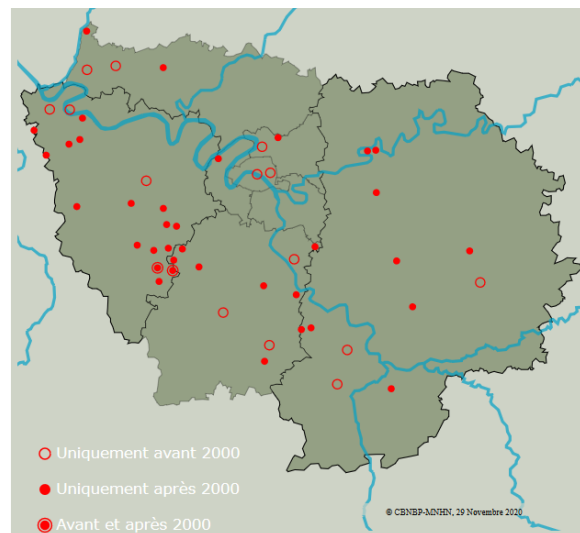 Uniquement avant 2000
Uniquement après 2000
© CBNBP-MNHN, 29 Novembre 2020
Avant et après 2000